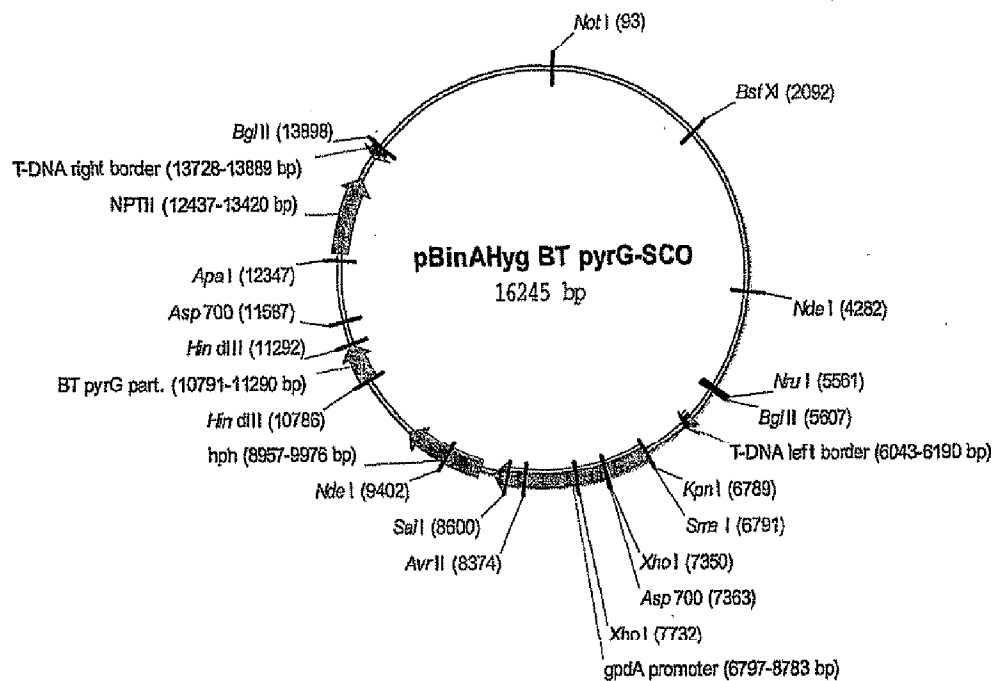 Not I (93)
BstXI (2092)
Bgl II (13898)
T-DNA right border (13728-13889 bp)
NPTII (12437-13420 bp)
pBinAHyg BT pyrG-SCO
16245 bp
Apa I (12347)
Nde I (4282)
Asp 700 (11687)
Hin dIII (11292)
BT pyrG part. (10791-11290 bp)
Nru I (5561)
Bgl II (5607)
Hin dIII (10786)
T-DNA left border (6043-6190 bp)
hph (8957-9976 bp)
Nde I (9402)
Kpn I (6789)
Sal I (8600)
Sma I (6791)
Avr II (8374)
Xho I (7350)
Asp 700 (7363)
Xho I (7732)
gpdA promoter (6797-8783 bp)